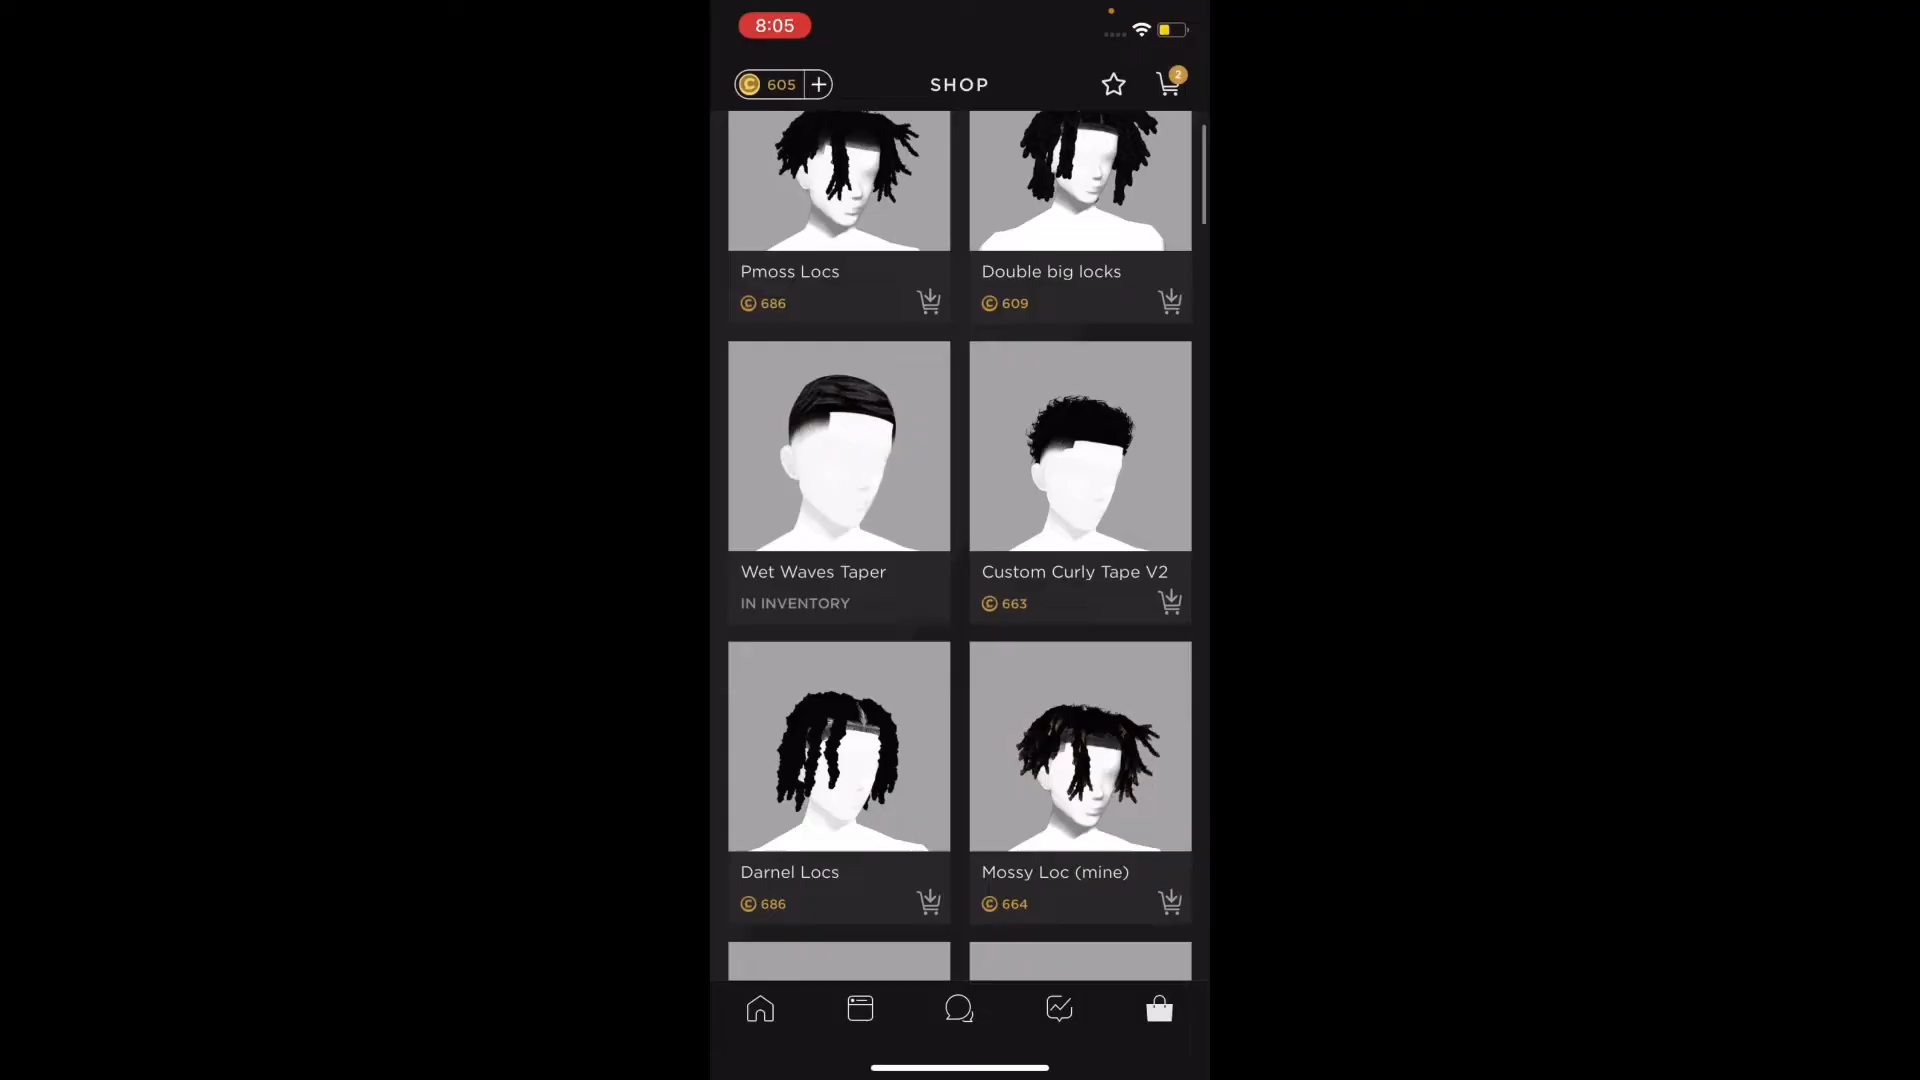 8:05
605
SHOP
2
Pmoss Locs
686
Double big locks
609
Wet Waves Taper
IN INVENTORY
Custom Curly Tape V2
663
Darnel Locs
686
Mossy Loc (mine)
664